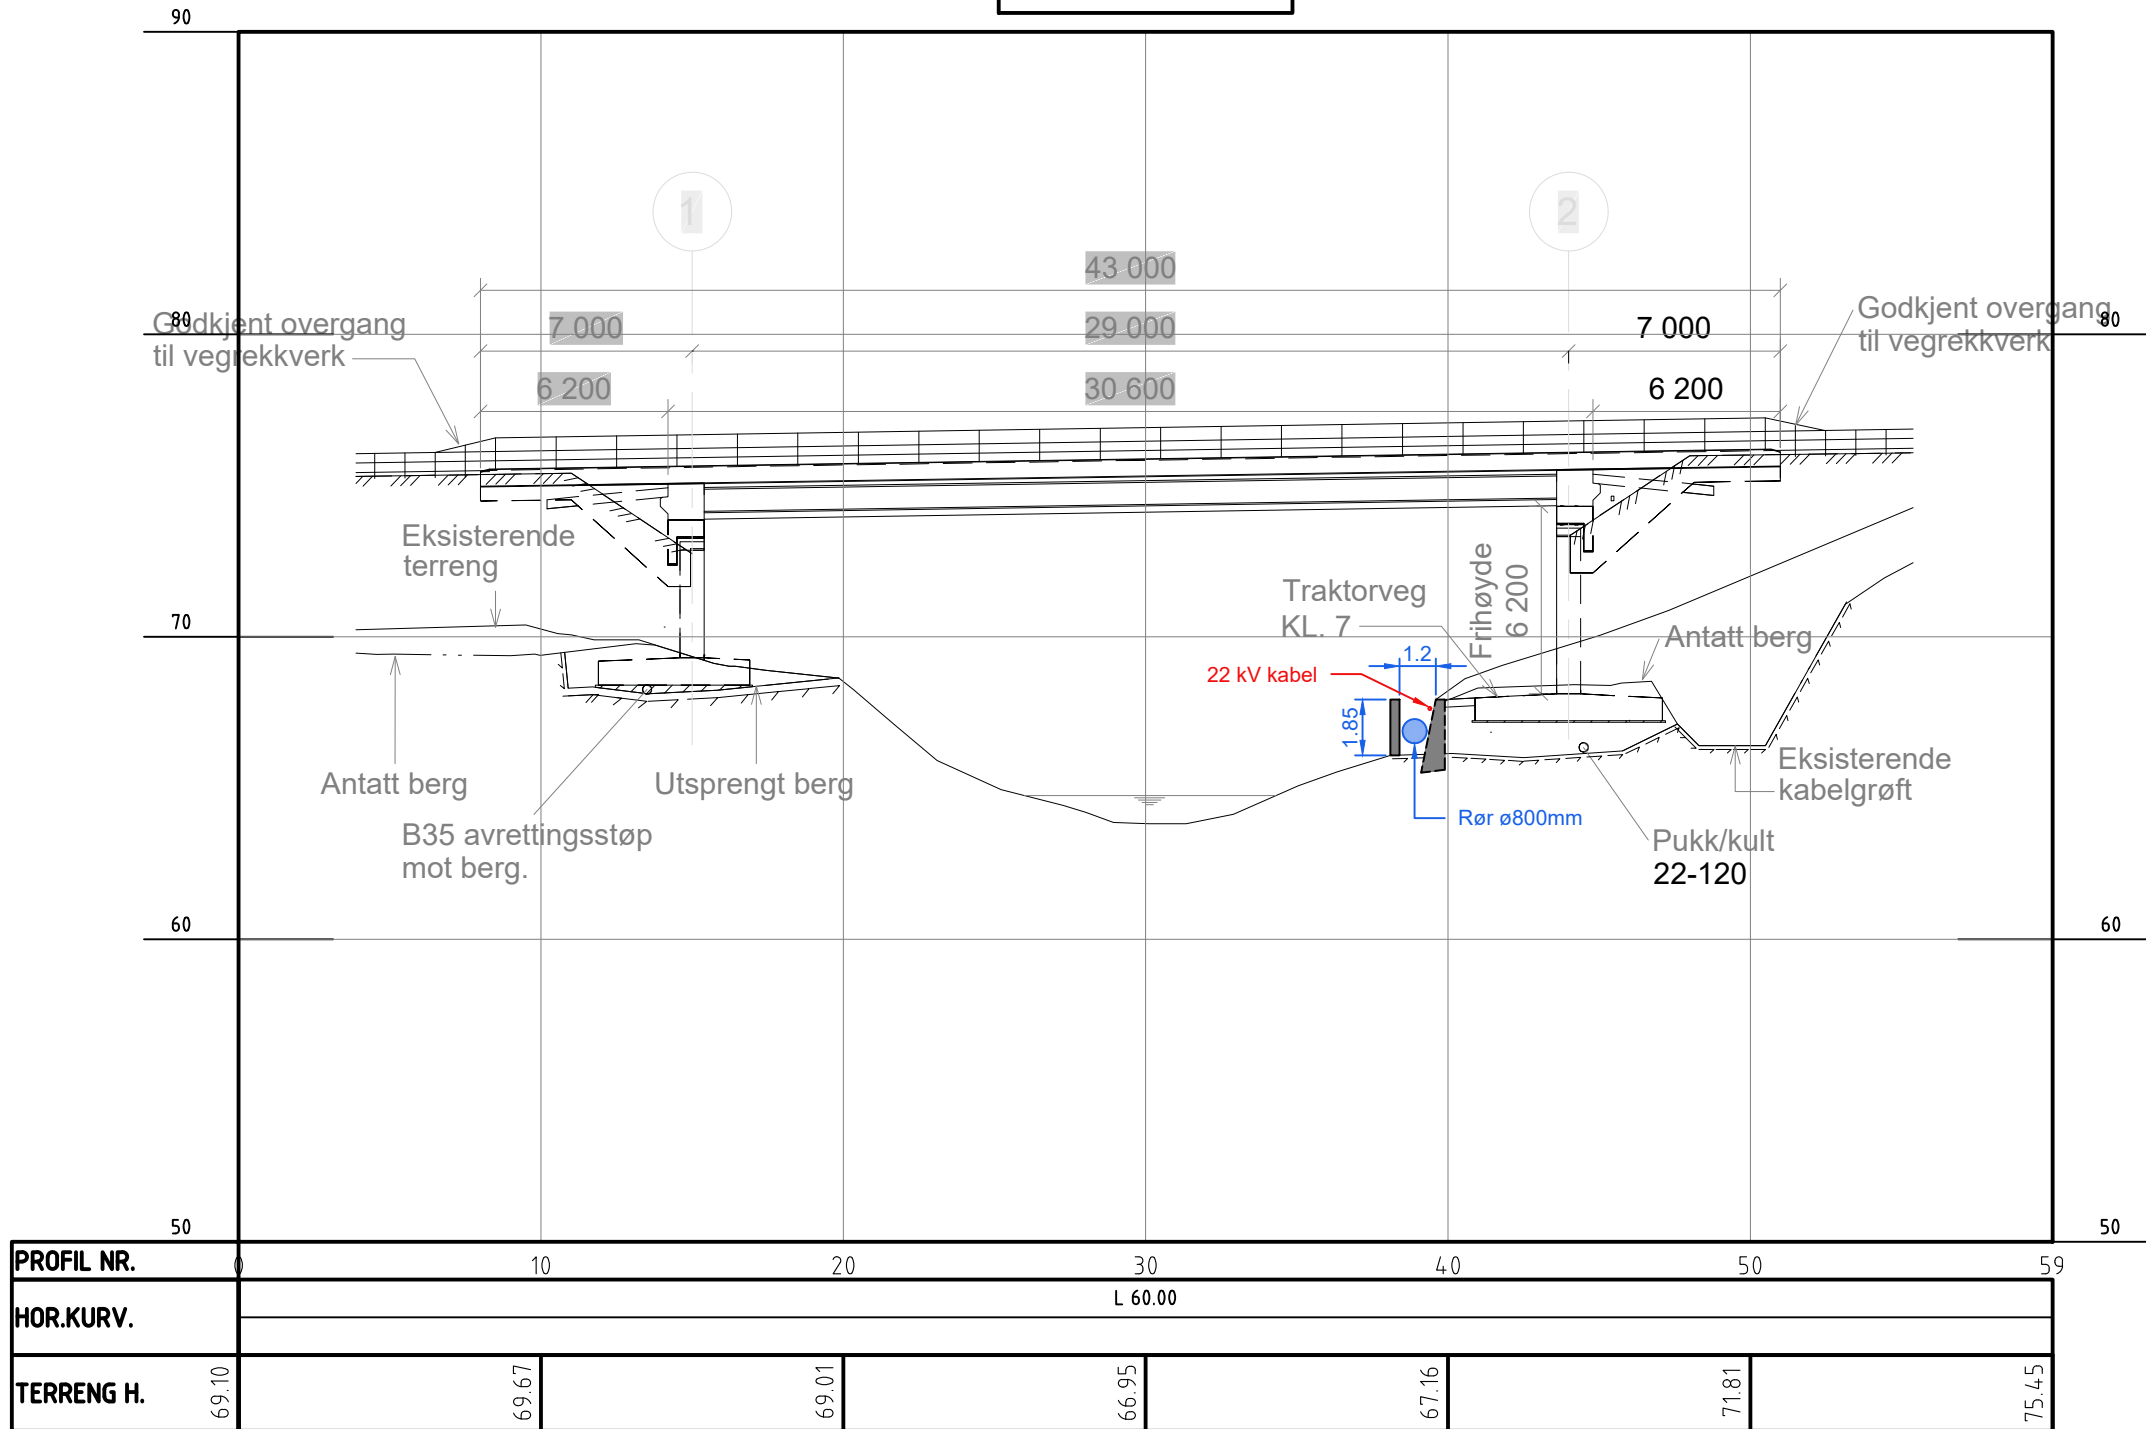 90
1
2
43 000
Godkjent overgang
til vegrekkverk
80
7 000
29 000
7 000
Godkjent overgang
til vegrekkverk
80
6 200
30 600
6 200
Eksisterende
terreng
Traktorveg
KL. 7
Frihøyde
6 200
70
Antatt berg
1.2
22 kV kabel
1.85
Antatt berg
Utsprengt berg
Eksisterende
kabelgrøft
B35 avrettingsstøp
mot berg.
Rør ø800mm
Pukk/kult
22-120
60
60
50
50
PROFIL NR.
0 10 20 30 40 50 59
HOR.KURV.
L 60.00
TERRENG H.
69.10 69.67 69.01 66.95 67.16 71.81 75.45